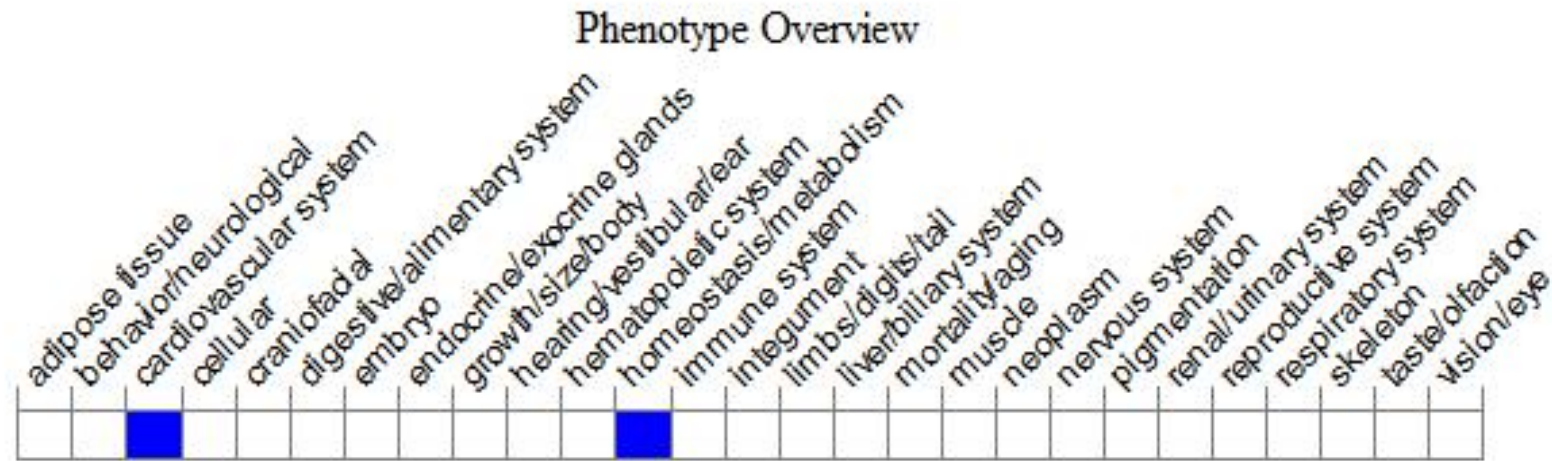 Phenotype Overview
adipose tissue
behavior/neurological
cardiovascular system
cellular
craniofacial
digestive/alimentary system
embryo
endocrine/exocrine glands
growth/size/body
hearing/vestibular/ear
hematopoietic system
homeostasis/metabolism
immune system
integument
limbs/digits/tail
liver/biliary system
mortality/aging
muscle
neoplasm
nervous system
pigmentation
renal/urinary system
reproductive system
respiratory system
skeleton
taste/olfaction
vision/eye